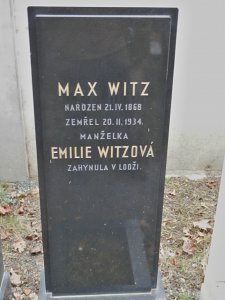 MAX WITZ
NAROZEN 21. IV. 1868
ZEMŘEL 20. II. 1934.
MANŽELKA
EMILIE WITZOVÁ
ZAHYNULA V LODŽI.